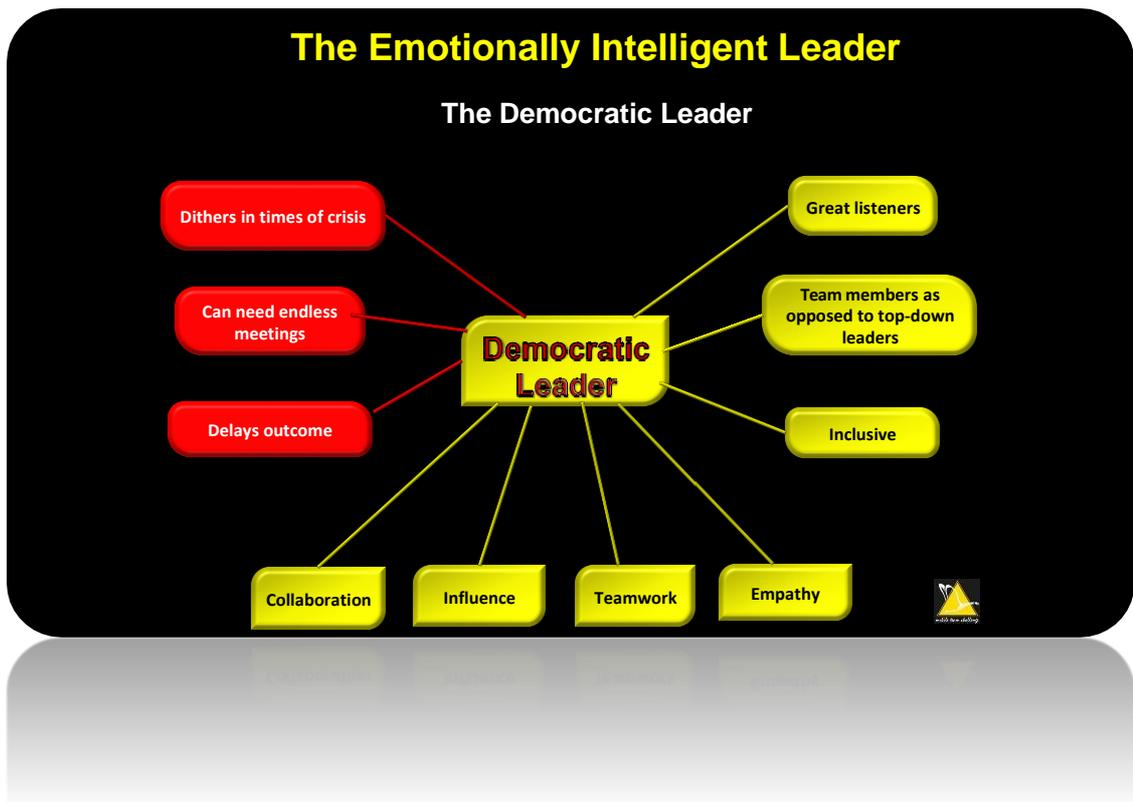 The Emotionally Intelligent Leader
The Democratic Leader
Dithers in times of crisis
Great listeners
Can need endless
meetings
Team members as
opposed to top-down
leaders
Democratic
Leader
Delays outcome
Inclusive
Collaboration
Influence
Teamwork
Empathy